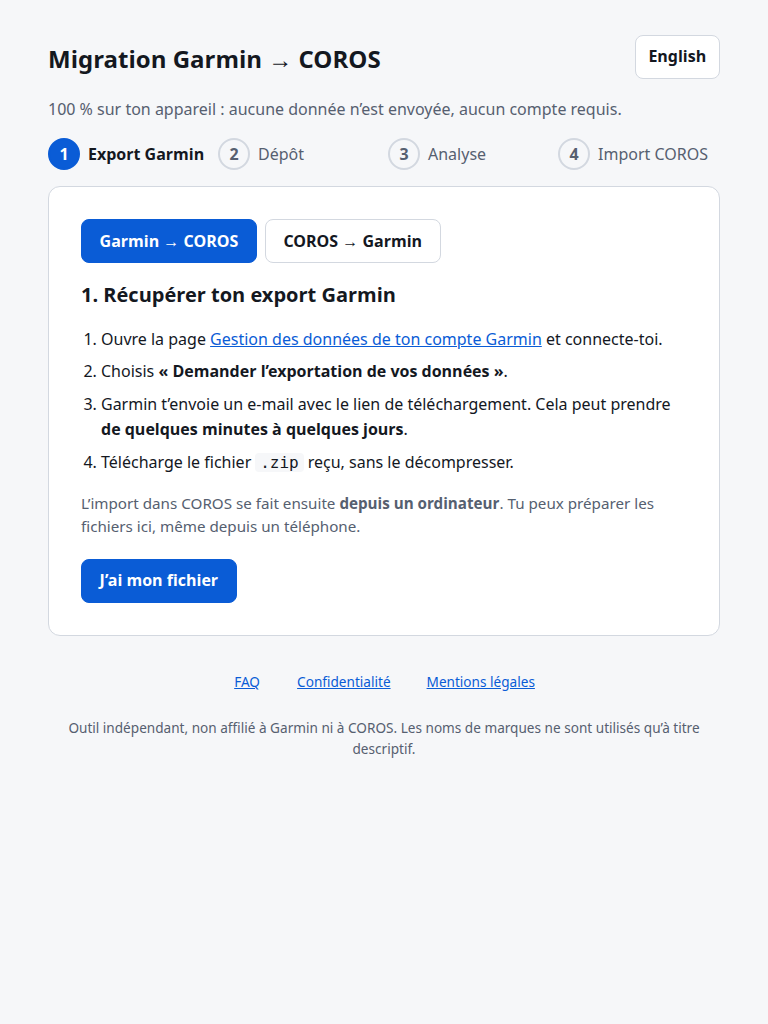 Migration Garmin → COROS
English
100 % sur ton appareil : aucune donnée n’est envoyée, aucun compte requis.
1 Export Garmin 2 Dépôt 3 Analyse 4 Import COROS
Garmin → COROS COROS → Garmin
1. Récupérer ton export Garmin
1. Ouvre la page Gestion des données de ton compte Garmin et connecte-toi.
2. Choisis « Demander l’exportation de vos données ».
3. Garmin t’envoie un e-mail avec le lien de téléchargement. Cela peut prendre
de quelques minutes à quelques jours.
4. Télécharge le fichier .zip reçu, sans le décompresser.
L’import dans COROS se fait ensuite depuis un ordinateur. Tu peux préparer les
fichiers ici, même depuis un téléphone.
J’ai mon fichier
FAQ Confidentialité Mentions légales
Outil indépendant, non affilié à Garmin ni à COROS. Les noms de marques ne sont utilisés qu’à titre
descriptif.